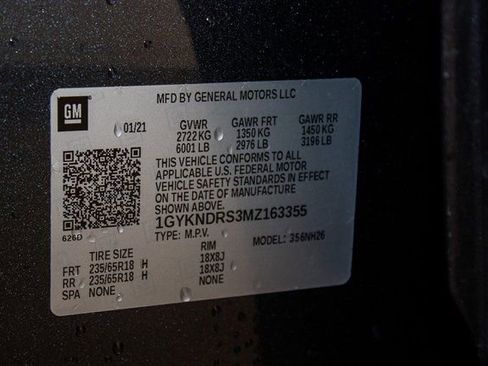 GM
MFD BY GENERAL MOTORS LLC
01/21
GVWR GAWR FRT GAWR RR
2722 KG 1350 KG 1450 KG
6001 LB 2976 LB 3196 LB
THIS VEHICLE CONFORMS TO ALL
APPLICABLE U.S. FEDERAL MOTOR
VEHICLE SAFETY STANDARDS IN EFFECT
ON THE DATE OF MANUFACTURE
SHOWN ABOVE.
626D
1GYKNDRS3MZ163355
TYPE: M.P.V. MODEL: 356NH26
TIRE SIZE RIM
FRT 235/65R18 H 18X8J
RR 235/65R18 H 18X8J
SPA NONE NONE